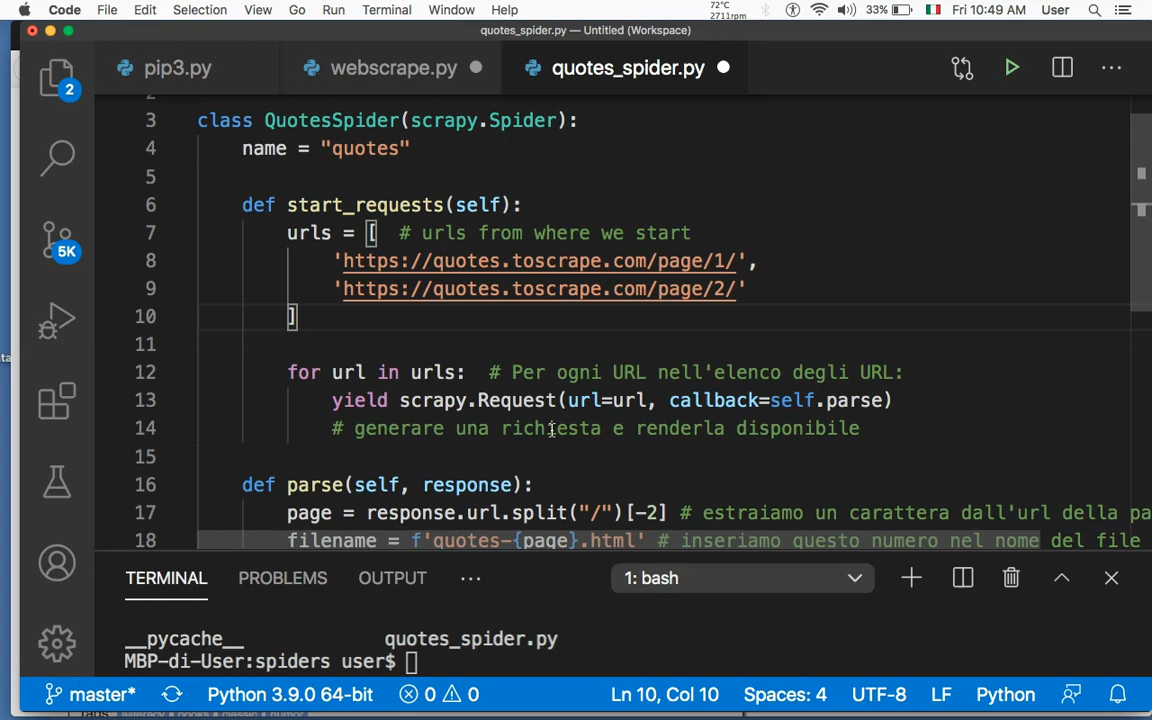 Code File Edit Selection View Go Run Terminal Window Help 72°C 2711rpm 33% Fri 10:49 AM User
quotes_spider.py — Untitled (Workspace)
pip3.py webscrape.py quotes_spider.py
2
5K
3 class QuotesSpider(scrapy.Spider):
4 name = "quotes"
5
6 def start_requests(self):
7 urls = [ # urls from where we start
8 'https://quotes.toscrape.com/page/1/',
9 'https://quotes.toscrape.com/page/2/'
10 ]
11
12 for url in urls: # Per ogni URL nell'elenco degli URL:
13 yield scrapy.Request(url=url, callback=self.parse)
14 # generare una richiesta e renderla disponibile
15
16 def parse(self, response):
17 page = response.url.split("/")[-2] # estraiamo un carattera dall'url della pa
18 filename = f'quotes-{page}.html' # inseriamo questo numero nel nome del file
TERMINAL PROBLEMS OUTPUT ··· 1: bash
__pycache__ quotes_spider.py
MBP-di-User:spiders user$
master* Python 3.9.0 64-bit 0 0 Ln 10, Col 10 Spaces: 4 UTF-8 LF Python